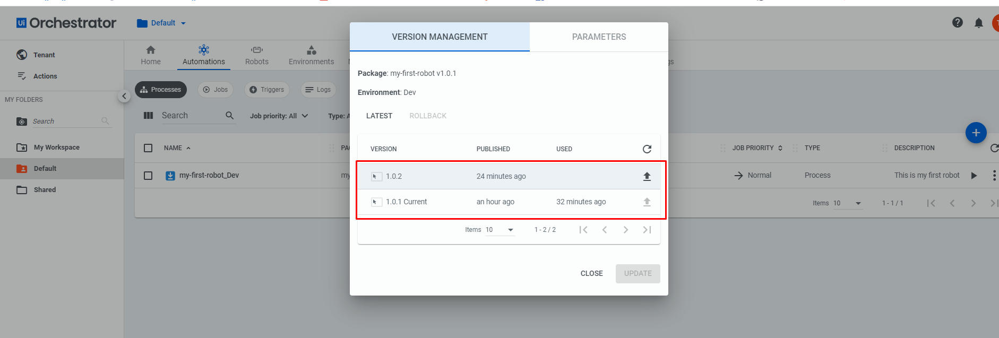 Ui Orchestrator
Default
Tenant
Actions
MY FOLDERS
Search
My Workspace
Default
Shared
Home
Automations
Robots
Environments
Processes
Jobs
Triggers
Logs
Search
Job priority: All
Type: A
NAME
my-first-robot_Dev
my
VERSION MANAGEMENT
PARAMETERS
Package: my-first-robot v1.0.1
Environment: Dev
LATEST
ROLLBACK
VERSION PUBLISHED USED
1.0.2 24 minutes ago
1.0.1 Current an hour ago 32 minutes ago
Items 10 1 - 2 / 2
CLOSE
UPDATE
gs
JOB PRIORITY TYPE DESCRIPTION
Normal Process This is my first robot
Items 10 1 - 1 / 1